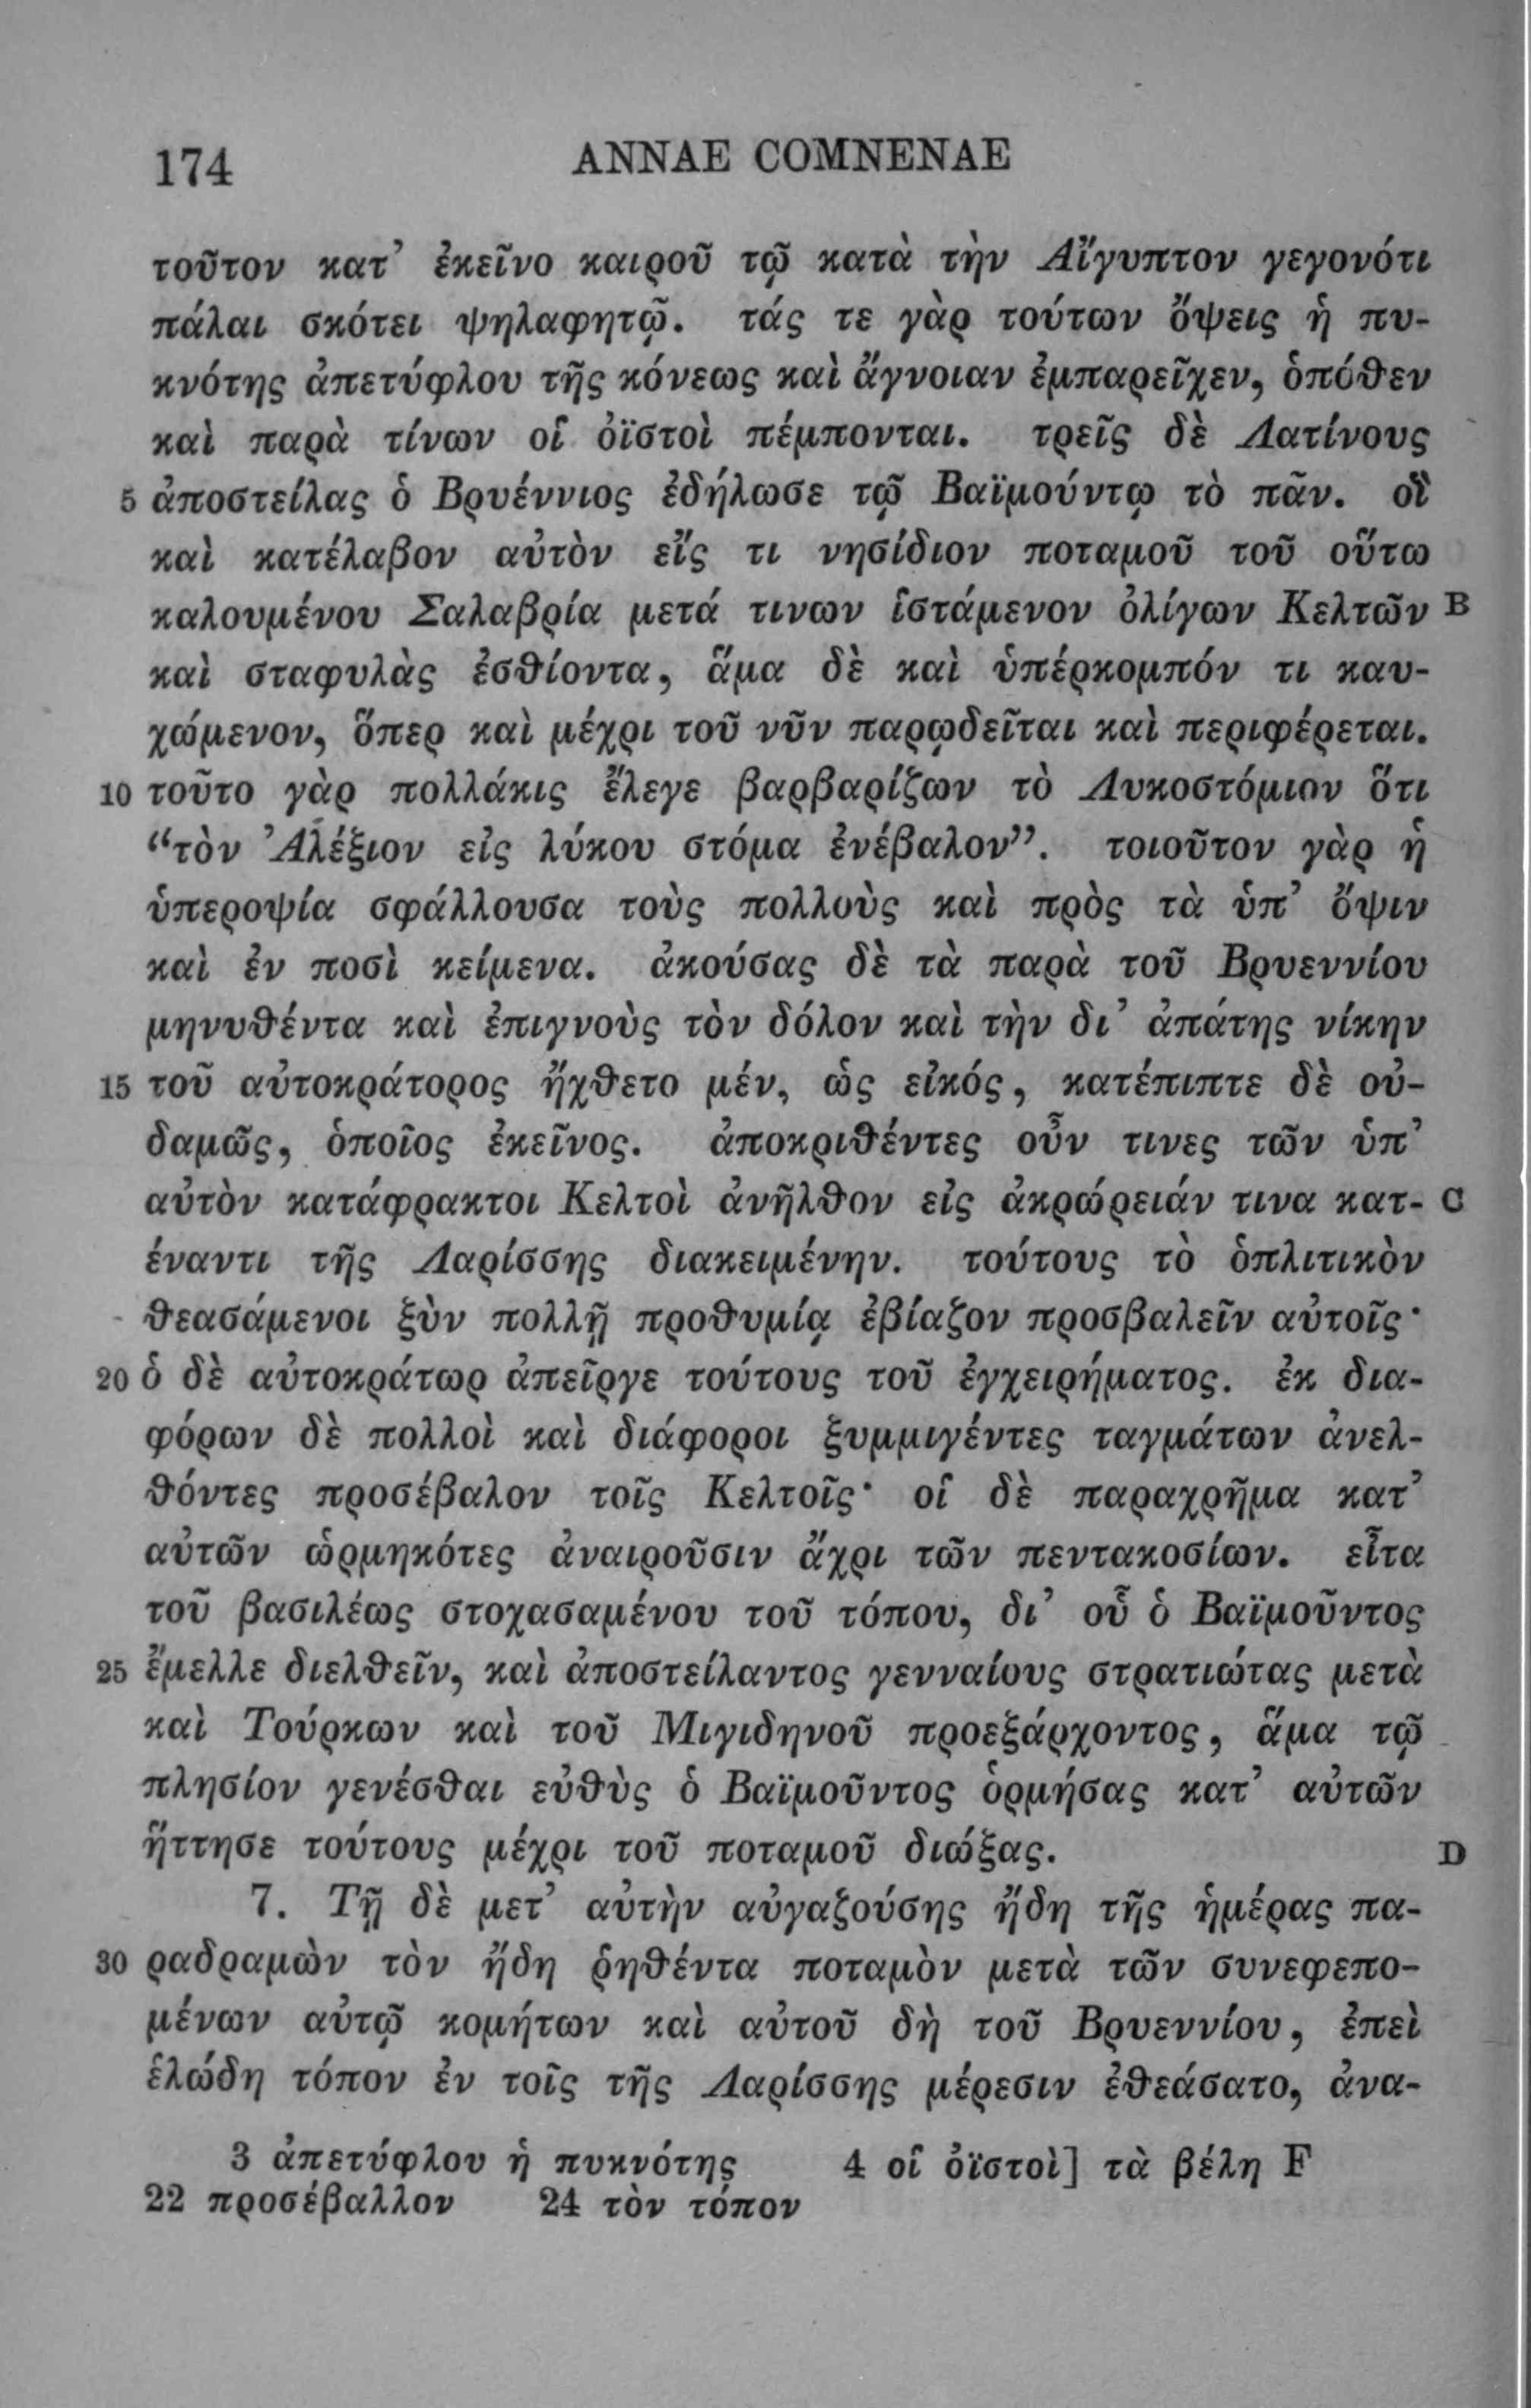 174 ANNAE COMNENAE
τοῦτον κατ’ ἐκεῖνο καιροῦ τῷ κατὰ τὴν Αἴγυπτον γεγονότι
πάλαι σκότει ψηλαφητῷ. τάς τε γὰρ τούτων ὄψεις ἡ πυ-
κνότης ἀπετύφλου τῆς κόνεως καὶ ἄγνοιαν ἐμπαρεῖχεν, ὁπόθεν
καὶ παρὰ τίνων οἱ ὀϊστοὶ πέμπονται. τρεῖς δὲ Λατίνους
5 ἀποστείλας ὁ Βρυέννιος ἐδήλωσε τῷ Βαϊμούντῳ τὸ πᾶν. οἳ
καὶ κατέλαβον αὐτὸν εἴς τι νησίδιον ποταμοῦ τοῦ οὕτω
καλουμένου Σαλαβρία μετά τινων ἱστάμενον ὀλίγων Κελτῶν B
καὶ σταφυλὰς ἐσθίοντα, ἅμα δὲ καὶ ὑπέρκομπόν τι καυ-
χώμενον, ὅπερ καὶ μέχρι τοῦ νῦν παρῳδεῖται καὶ περιφέρεται.
10 τοῦτο γὰρ πολλάκις ἔλεγε βαρβαρίζων τὸ Λυκοστόμιον ὅτι
“τὸν Ἀλέξιον εἰς λύκου στόμα ἐνέβαλον”. τοιοῦτον γὰρ ἡ
ὑπεροψία σφάλλουσα τοὺς πολλοὺς καὶ πρὸς τὰ ὑπ’ ὄψιν
καὶ ἐν ποσὶ κείμενα. ἀκούσας δὲ τὰ παρὰ τοῦ Βρυεννίου
μηνυθέντα καὶ ἐπιγνοὺς τὸν δόλον καὶ τὴν δι’ ἀπάτης νίκην
15 τοῦ αὐτοκράτορος ἤχθετο μέν, ὡς εἰκός, κατέπιπτε δὲ οὐ-
δαμῶς, ὁποῖος ἐκεῖνος. ἀποκριθέντες οὖν τινες τῶν ὑπ’
αὐτὸν κατάφρακτοι Κελτοὶ ἀνῆλθον εἰς ἀκρώρειάν τινα κατ- C
έναντι τῆς Λαρίσσης διακειμένην. τούτους τὸ ὁπλιτικὸν
θεασάμενοι ξὺν πολλῇ προθυμίᾳ ἐβίαζον προσβαλεῖν αὐτοῖς·
20 ὁ δὲ αὐτοκράτωρ ἀπεῖργε τούτους τοῦ ἐγχειρήματος. ἐκ δια-
φόρων δὲ πολλοὶ καὶ διάφοροι ξυμμιγέντες ταγμάτων ἀνελ-
θόντες προσέβαλον τοῖς Κελτοῖς· οἱ δὲ παραχρῆμα κατ’
αὐτῶν ὡρμηκότες ἀναιροῦσιν ἄχρι τῶν πεντακοσίων. εἶτα
τοῦ βασιλέως στοχασαμένου τοῦ τόπου, δι’ οὗ ὁ Βαϊμοῦντος
25 ἔμελλε διελθεῖν, καὶ ἀποστείλαντος γενναίους στρατιώτας μετὰ
καὶ Τούρκων καὶ τοῦ Μιγιδηνοῦ προεξάρχοντος, ἅμα τῷ
πλησίον γενέσθαι εὐθὺς ὁ Βαϊμοῦντος ὁρμήσας κατ’ αὐτῶν
ἥττησε τούτους μέχρι τοῦ ποταμοῦ διώξας. D
7. Τῇ δὲ μετ’ αὐτὴν αὐγαζούσης ἤδη τῆς ἡμέρας πα-
30 ραδραμὼν τὸν ἤδη ῥηθέντα ποταμὸν μετὰ τῶν συνεφεπο-
μένων αὐτῷ κομήτων καὶ αὐτοῦ δὴ τοῦ Βρυεννίου, ἐπεὶ
ἑλώδη τόπον ἐν τοῖς τῆς Λαρίσσης μέρεσιν ἐθεάσατο, ἀνα-
3 ἀπετύφλου ἡ πυκνότης 4 οἱ ὀϊστοὶ] τὰ βέλη F
22 προσέβαλλον 24 τὸν τόπον